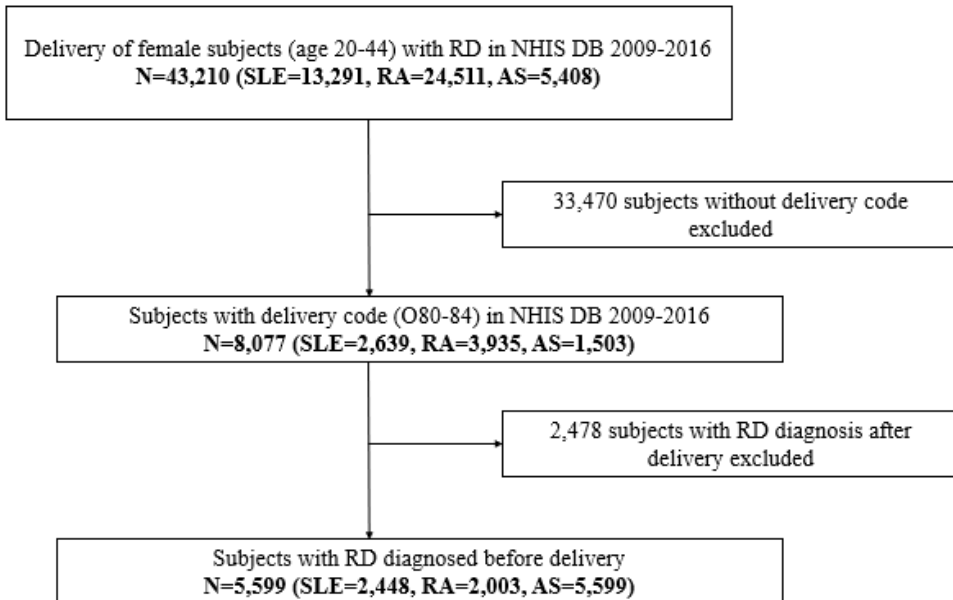 Delivery of female subjects (age 20-44) with RD in NHIS DB 2009-2016
N=43,210 (SLE=13,291, RA=24,511, AS=5,408)
33,470 subjects without delivery code
excluded
Subjects with delivery code (O80-84) in NHIS DB 2009-2016
N=8,077 (SLE=2,639, RA=3,935, AS=1,503)
2,478 subjects with RD diagnosis after
delivery excluded
Subjects with RD diagnosed before delivery
N=5,599 (SLE=2,448, RA=2,003, AS=5,599)